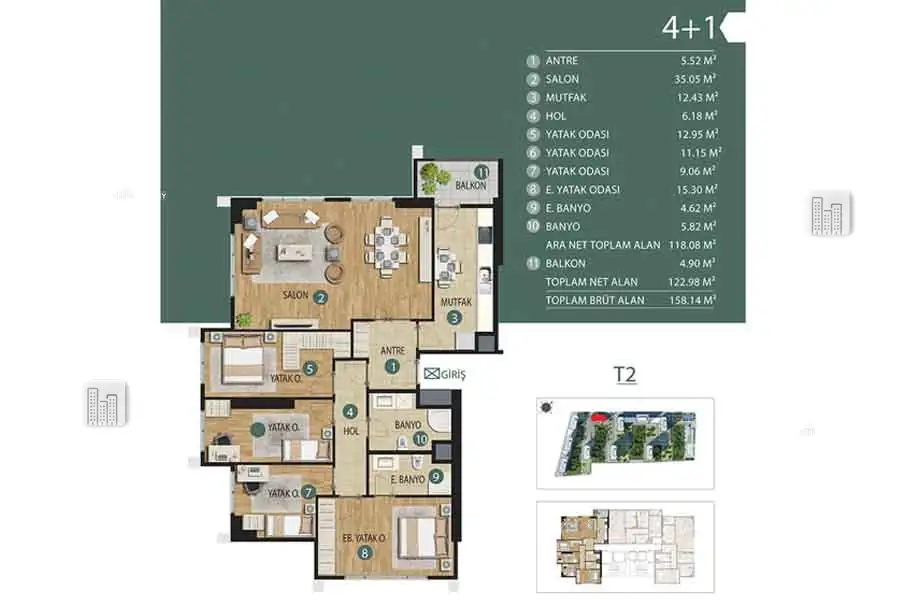 4+1
1 ANTRE 5.52 M²
2 SALON 35.05 M²
3 MUTFAK 12.43 M²
4 HOL 6.18 M²
5 YATAK ODASI 12.95 M²
6 YATAK ODASI 11.15 M²
7 YATAK ODASI 9.06 M²
8 E. YATAK ODASI 15.30 M²
9 E. BANYO 4.62 M²
10 BANYO 5.82 M²
ARA NET TOPLAM ALAN 118.08 M²
11 BALKON 4.90 M²
TOPLAM NET ALAN 122.98 M²
TOPLAM BRÜT ALAN 158.14 M²
11
BALKON
SALON 2
MUTFAK
3
ANTRE
1
GİRİŞ
YATAK O. 5
4
HOL
YATAK O.
BANYO
10
E. BANYO 9
YATAK O. 7
EB. YATAK O.
8
T2